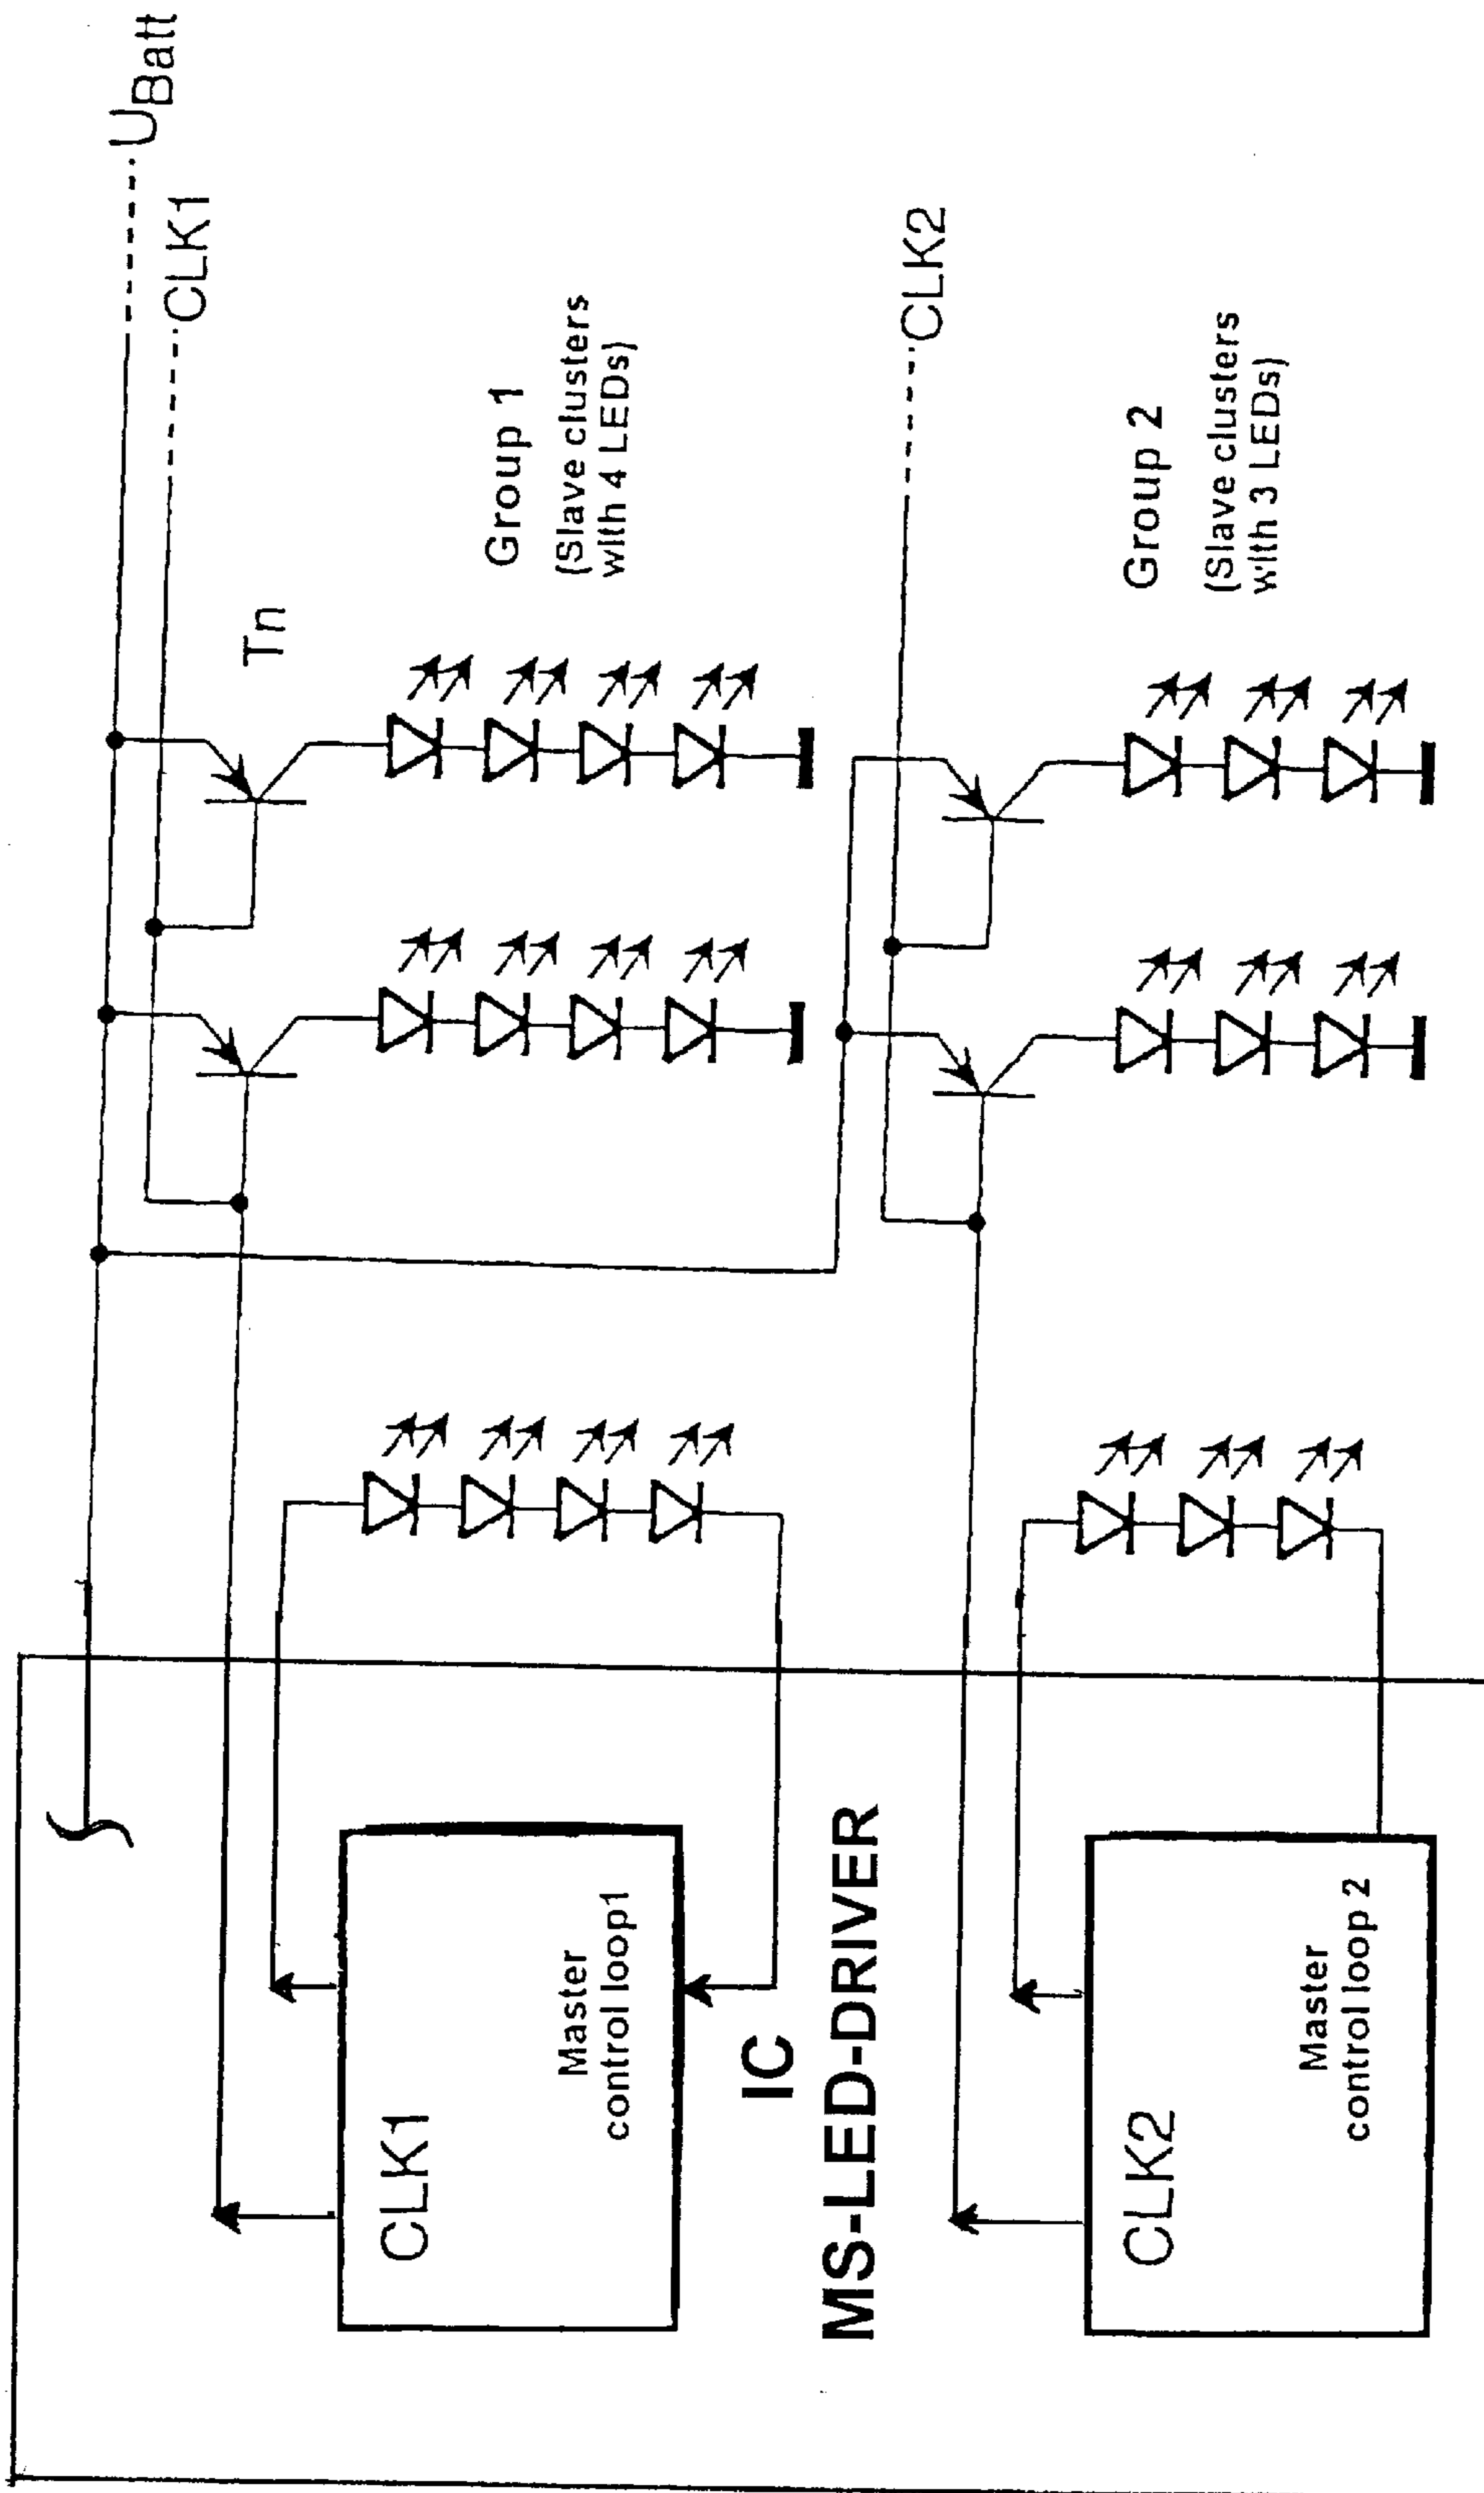 UBatt
CLK1
Tn
Group 1
(Slave clusters
with 4 LEDs)
CLK2
Group 2
(Slave clusters
with 3 LEDs)
CLK1
Master
control loop1
IC
MS-LED-DRIVER
CLK2
Master
control loop 2